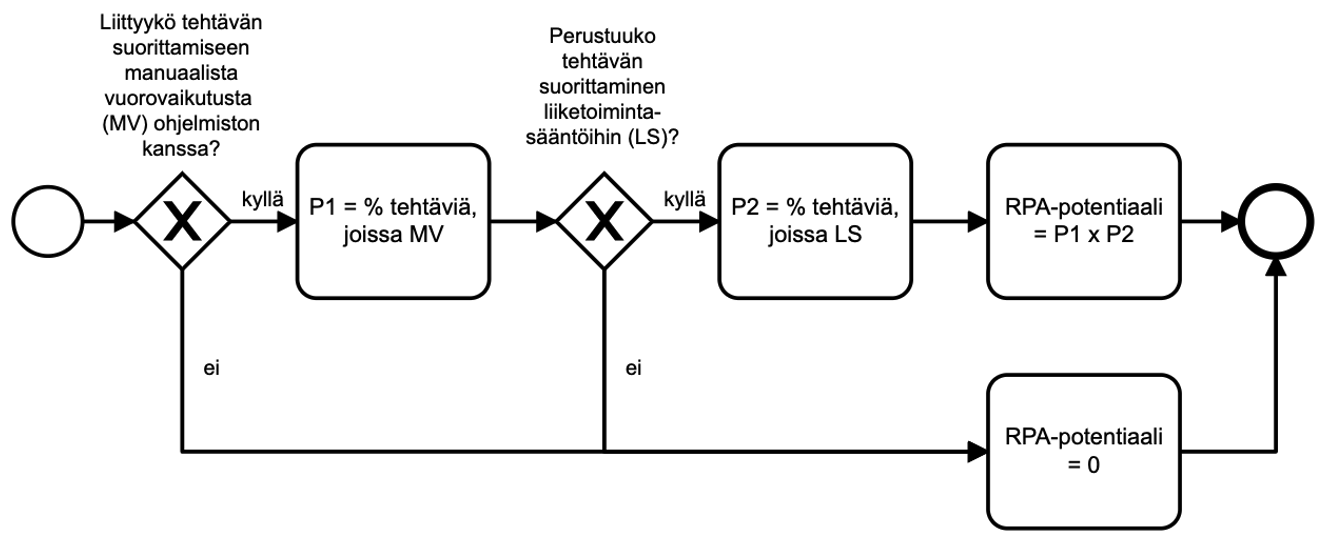 Liittyykö tehtävän
suorittamiseen
manuaalista
vuorovaikutusta
(MV) ohjelmiston
kanssa?
Perustuuko
tehtävän
suorittaminen
liiketoiminta-
sääntöihin (LS)?
X
kyllä
P1 = % tehtäviä,
joissa MV
X
kyllä
P2 = % tehtäviä,
joissa LS
RPA-potentiaali
= P1 x P2
ei
ei
RPA-potentiaali
= 0